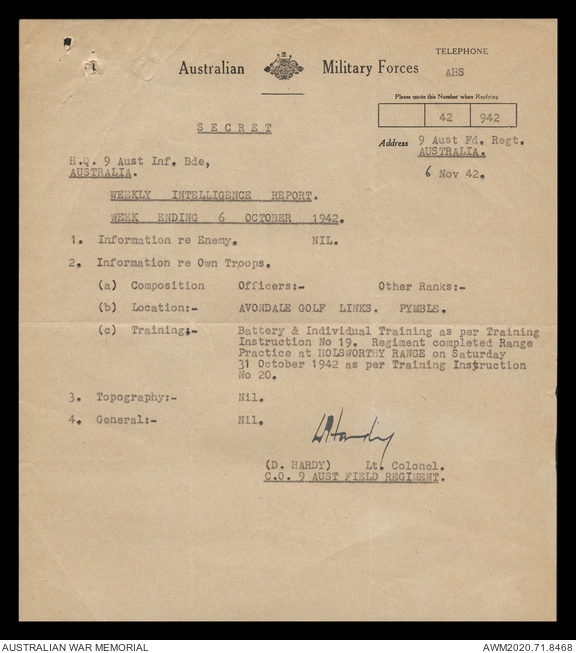 TELEPHONE
Australian Military Forces
ABS
Please quote this Number when Replying
42 942
SECRET
Address 9 Aust Fd. Regt.
AUSTRALIA.
H.Q. 9 Aust Inf. Bde,
AUSTRALIA.
6 Nov 42.
WEEKLY INTELLIGENCE REPORT.
WEEK ENDING 6 OCTOBER 1942.
1. Information re Enemy. NIL.
2. Information re Own Troops.
(a) Composition Officers:- Other Ranks:-
(b) Location:- AVONDALE GOLF LINKS. PYMBLE.
(c) Training:- Battery & Individual Training as per Training
Instruction No 19. Regiment completed Range
Practice at HOLSWORTHY RANGE on Saturday
31 October 1942 as per Training Instruction
No 20.
3. Topography:- Nil.
4. General:- Nil.
DHardy
(D. HARDY) Lt. Colonel.
C.O. 9 AUST FIELD REGIMENT.
AUSTRALIAN WAR MEMORIAL AWM2020.71.8468